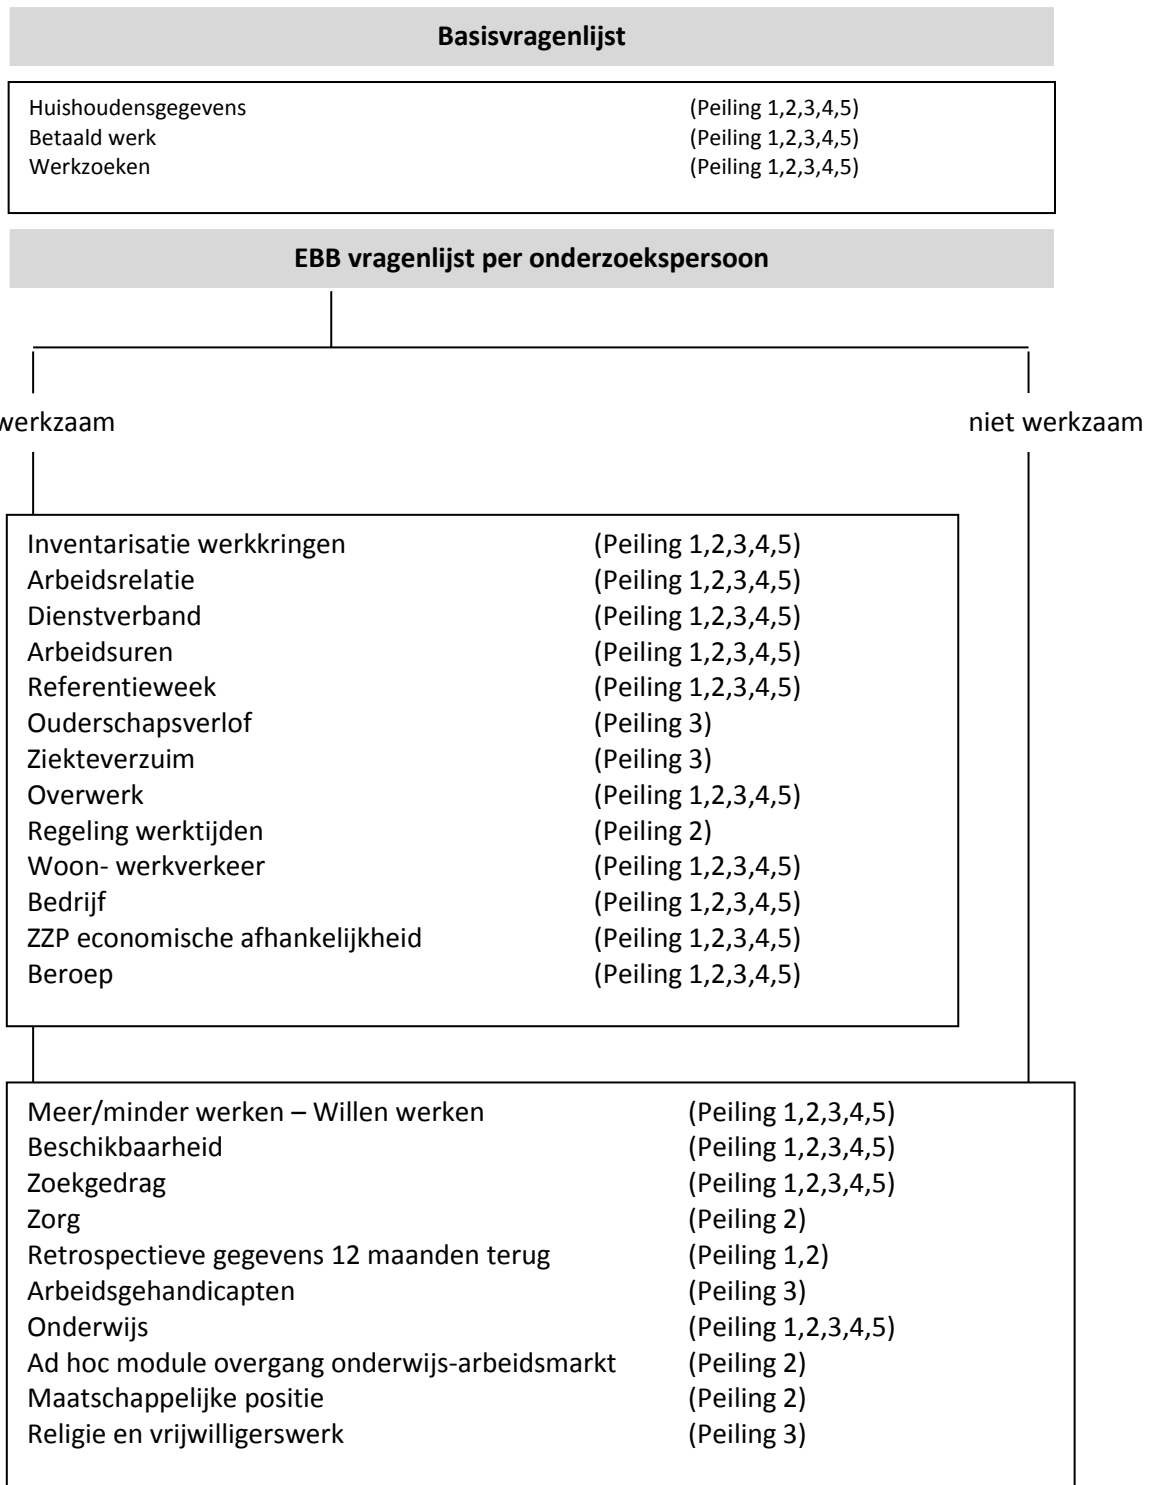 Basisvragenlijst
Huishoudensgegevens (Peiling 1,2,3,4,5)
Betaald werk (Peiling 1,2,3,4,5)
Werkzoeken (Peiling 1,2,3,4,5)
EBB vragenlijst per onderzoekspersoon
werkzaam niet werkzaam
Inventarisatie werkkringen (Peiling 1,2,3,4,5)
Arbeidsrelatie (Peiling 1,2,3,4,5)
Dienstverband (Peiling 1,2,3,4,5)
Arbeidsuren (Peiling 1,2,3,4,5)
Referentieweek (Peiling 1,2,3,4,5)
Ouderschapsverlof (Peiling 3)
Ziekteverzuim (Peiling 3)
Overwerk (Peiling 1,2,3,4,5)
Regeling werktijden (Peiling 2)
Woon- werkverkeer (Peiling 1,2,3,4,5)
Bedrijf (Peiling 1,2,3,4,5)
ZZP economische afhankelijkheid (Peiling 1,2,3,4,5)
Beroep (Peiling 1,2,3,4,5)
Meer/minder werken – Willen werken (Peiling 1,2,3,4,5)
Beschikbaarheid (Peiling 1,2,3,4,5)
Zoekgedrag (Peiling 1,2,3,4,5)
Zorg (Peiling 2)
Retrospectieve gegevens 12 maanden terug (Peiling 1,2)
Arbeidsgehandicapten (Peiling 3)
Onderwijs (Peiling 1,2,3,4,5)
Ad hoc module overgang onderwijs-arbeidsmarkt (Peiling 2)
Maatschappelijke positie (Peiling 2)
Religie en vrijwilligerswerk (Peiling 3)